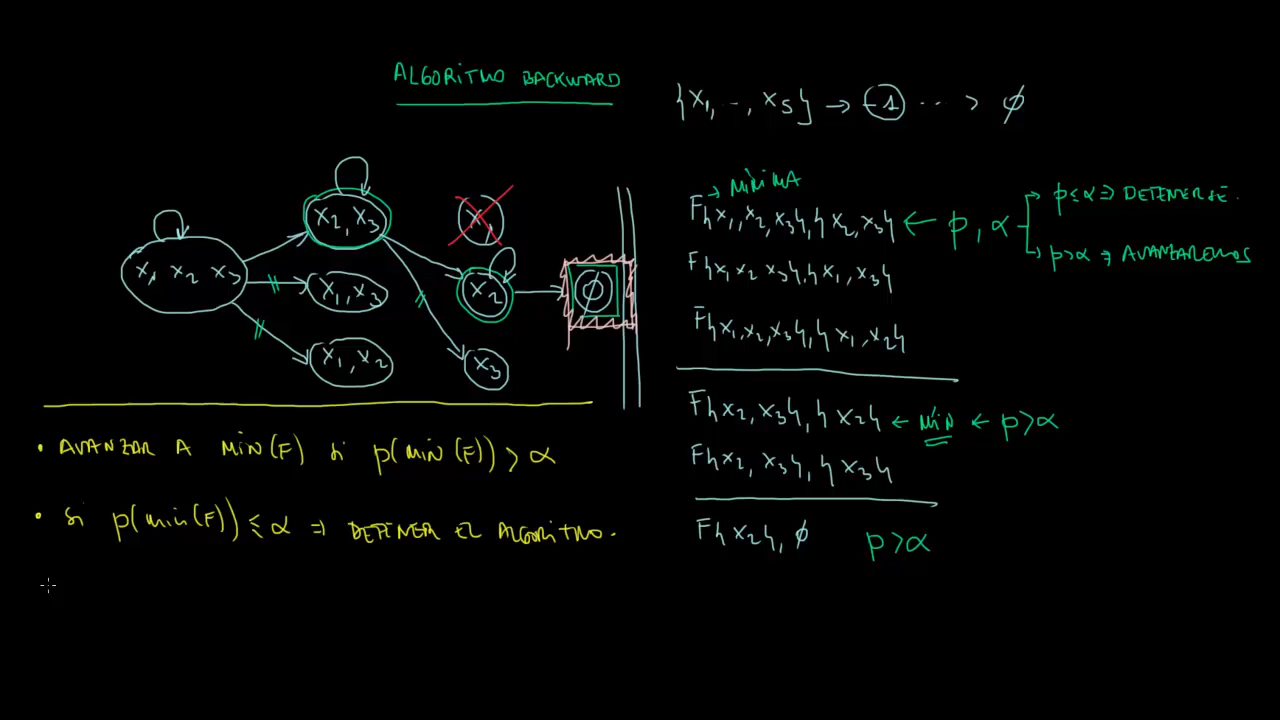 ALGORITMO BACKWARD
{x1, .., x5} → -1 ... > ∅
x1 x2 x3
x2, x3
x1, x3
x1, x2
x1
x2
x3
∅
→ MÍNIMA
F{x1, x2, x3}, {x2, x3} ← p, α
p≤α ⇒ DETENERSE.
p>α ⇒ AVANZAREMOS
F{x1 x2 x3}, {x1, x3}
F{x1, x2, x3}, {x1, x2}
F{x2, x3}, {x2} ← MIN ← p>α
F{x2, x3}, {x3}
F{x2}, ∅ p>α
• AVANZAR A MIN(F) si p(MIN(F)) > α
• Si p(min(F)) ≤ α ⇒ DETENER EL ALGORITMO.